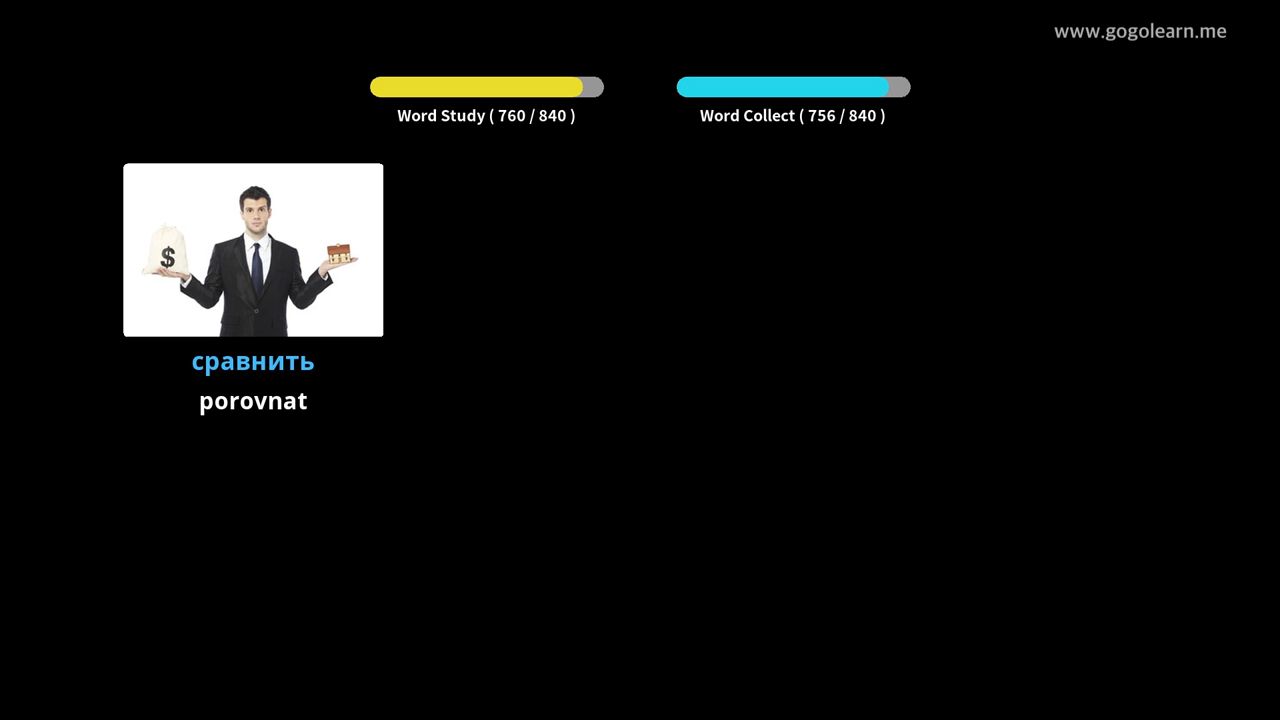 www.gogolearn.me
Word Study ( 760 / 840 )
Word Collect ( 756 / 840 )
$
сравнить
porovnat